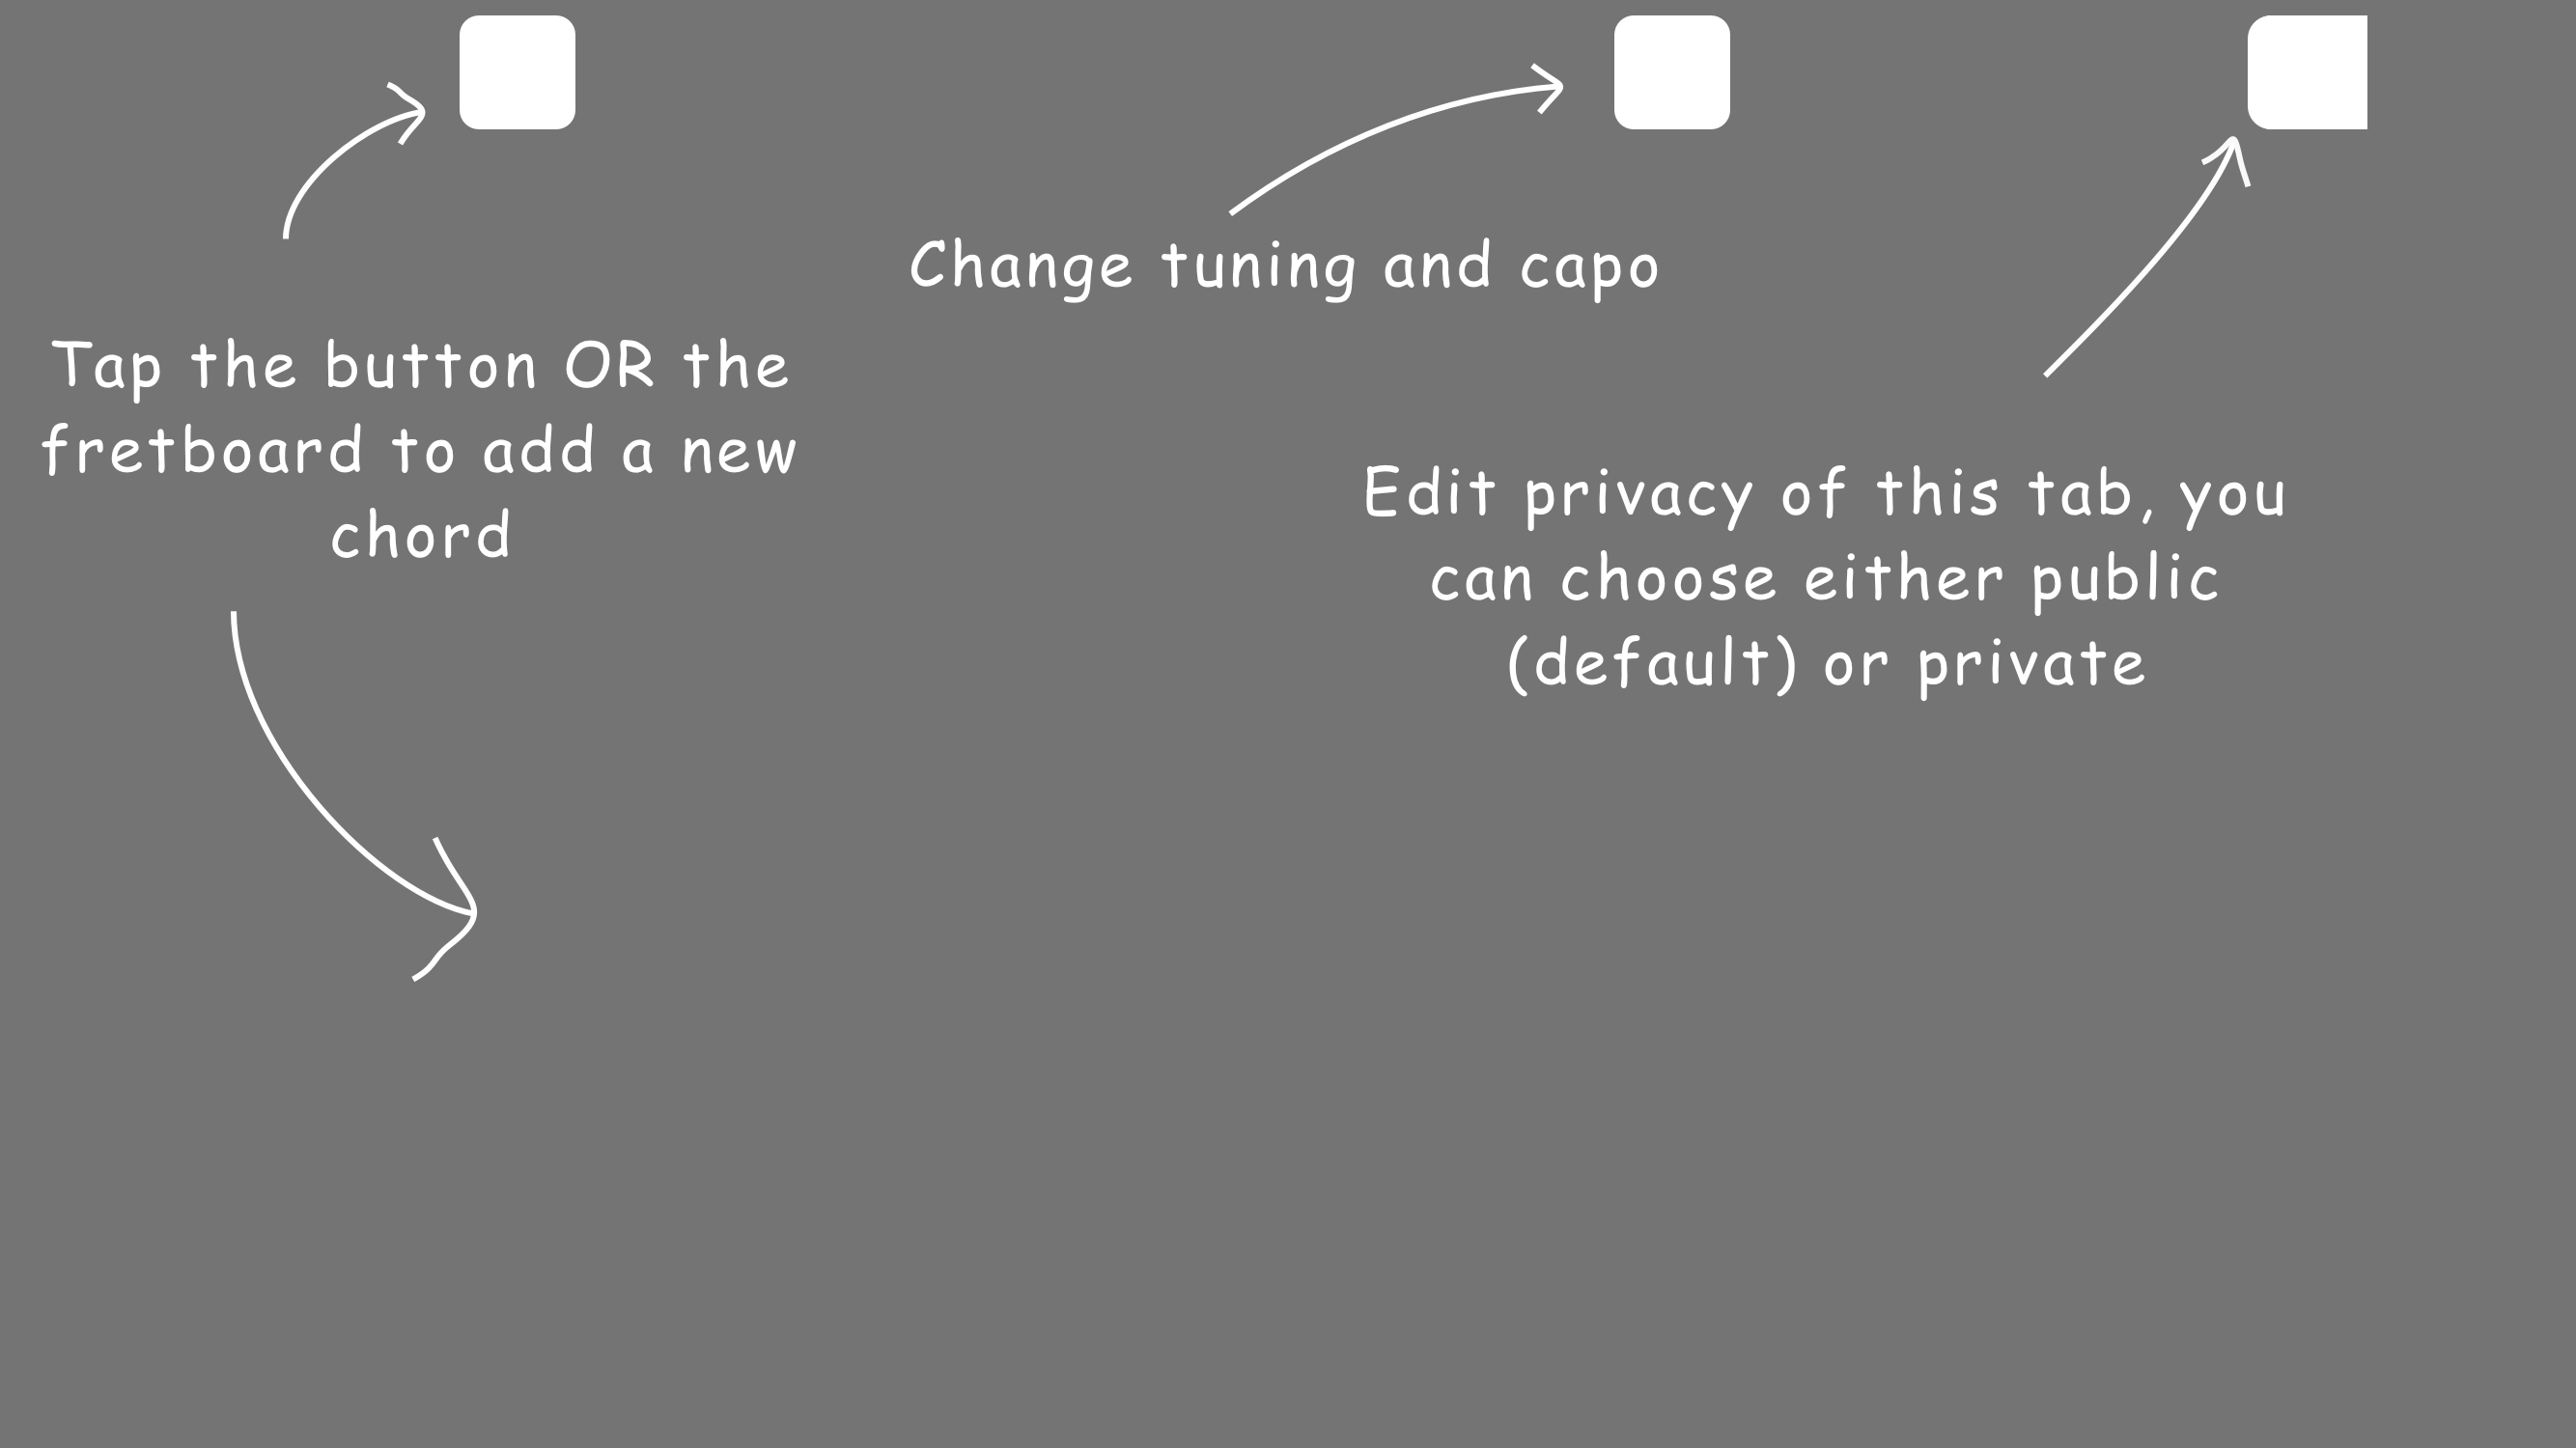 Change tuning and capo
Tap the button OR the
fretboard to add a new
chord
Edit privacy of this tab, you
can choose either public
(default) or private